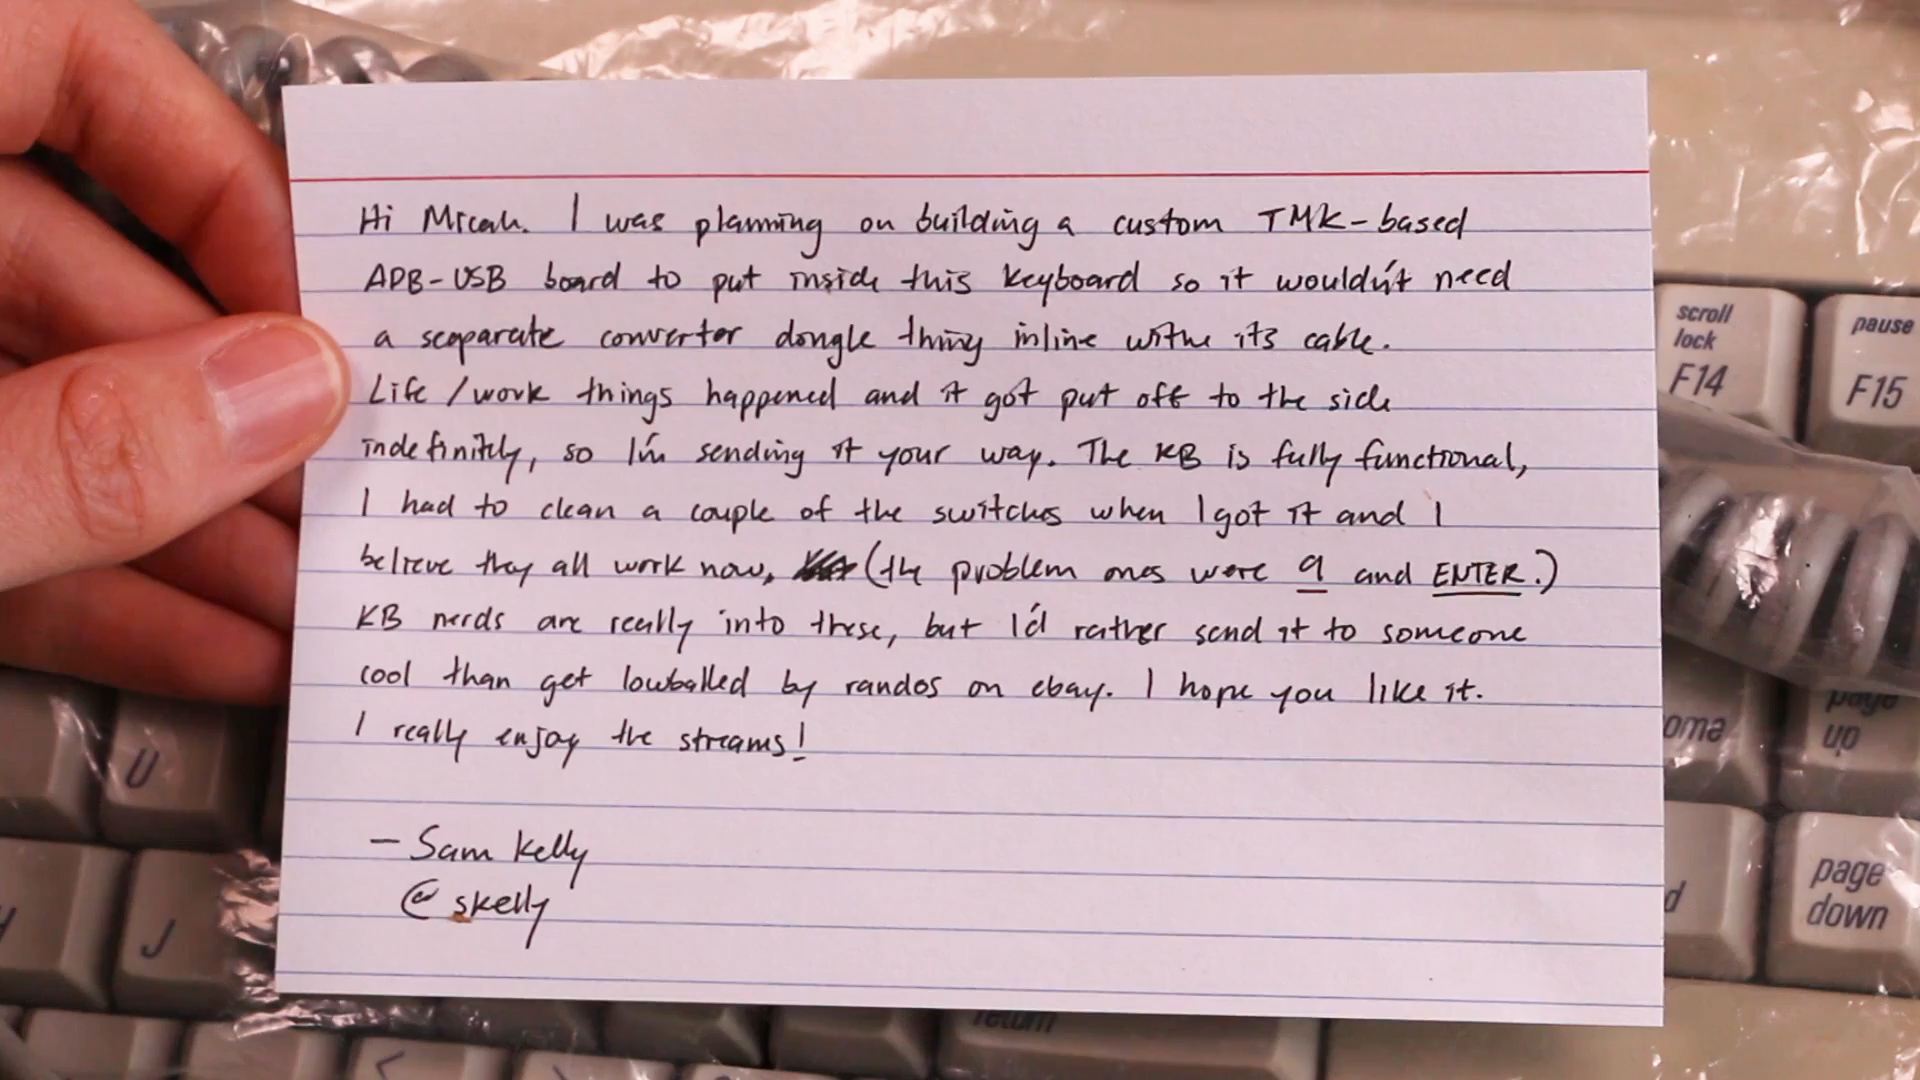 Hi Micah. I was planning on building a custom TMK-based
ADB-USB board to put inside this keyboard so it wouldn't need
a seaparate convertor dongle thing inline withe its cable.
Life/work things happened and it got put off to the side
indefinitely, so I'm sending it your way. The KB is fully functional,
I had to clean a couple of the switches when I got it and I
believe they all work now, (the problem ones were q and ENTER.)
KB nerds are really into these, but I'd rather send it to someone
cool than get lowballed by randos on ebay. I hope you like it.
I really enjoy the streams!
— Sam Kelly
@skelly
scroll
lock
F14
pause
F15
page
up
U
J
page
down
return